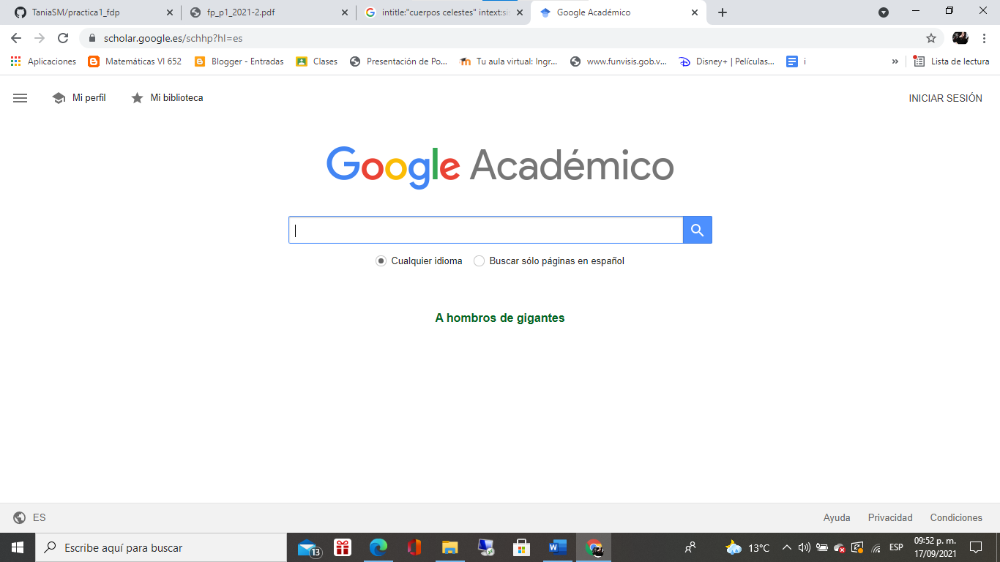 TaniaSM/practica1_fdp
fp_p1_2021-2.pdf
intitle:"cuerpos celestes" intext:sis
Google Académico
scholar.google.es/schhp?hl=es
Aplicaciones
Matemáticas VI 652
Blogger - Entradas
Clases
Presentación de Po...
Tu aula virtual: Ingr...
www.funvisis.gob.v...
Disney+ | Películas...
i
»
Lista de lectura
Mi perfil
Mi biblioteca
INICIAR SESIÓN
Google Académico
Cualquier idioma
Buscar sólo páginas en español
A hombros de gigantes
ES
Ayuda
Privacidad
Condiciones
Escribe aquí para buscar
13
13°C
ESP
09:52 p. m.
17/09/2021